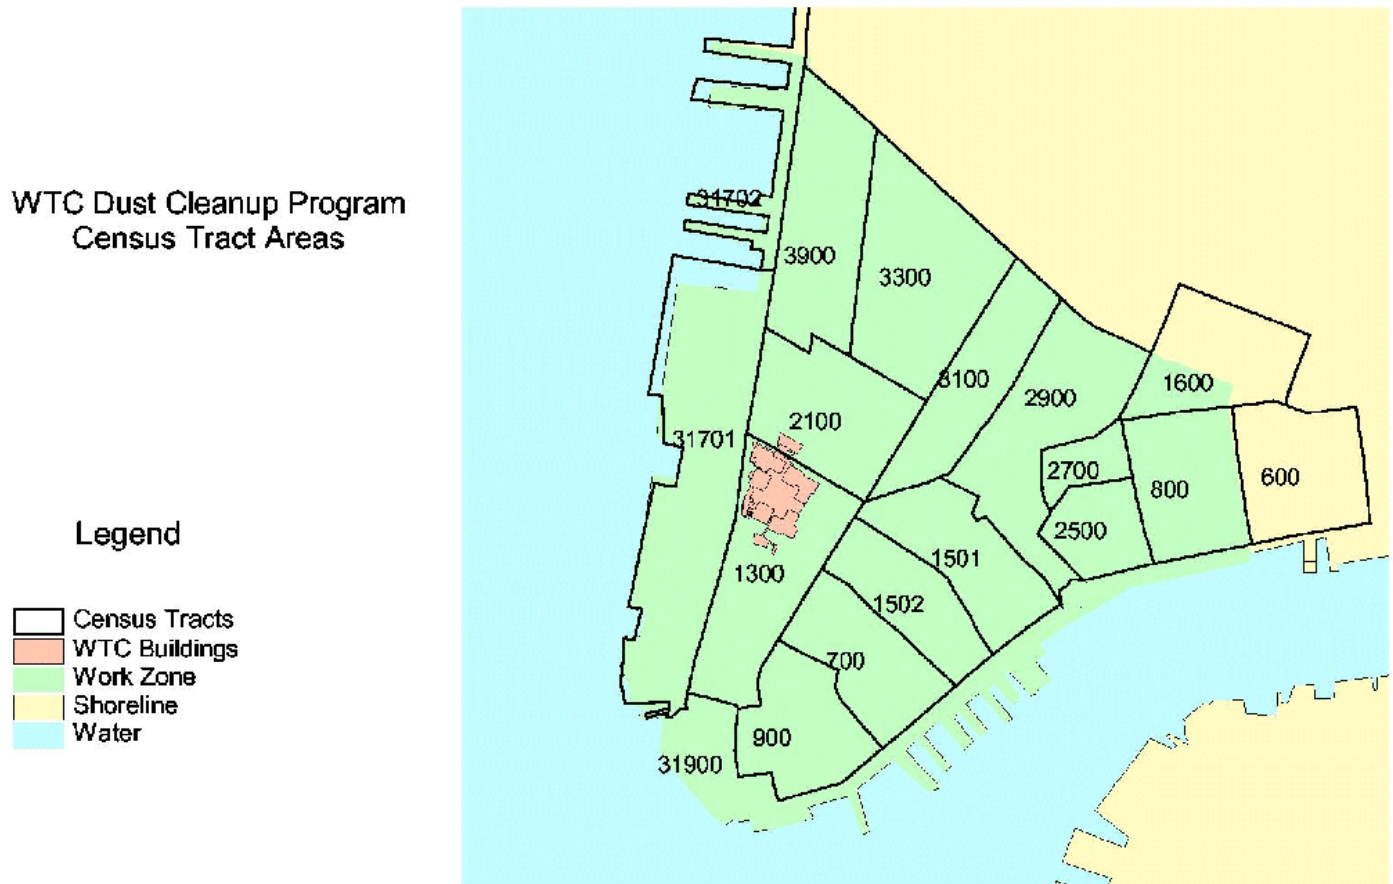 WTC Dust Cleanup Program
Census Tract Areas
Legend
Census Tracts
WTC Buildings
Work Zone
Shoreline
Water
31702
3900
3300
3100
2900
1600
2100
31701
2700
800
600
2500
1501
1300
1502
700
900
31900